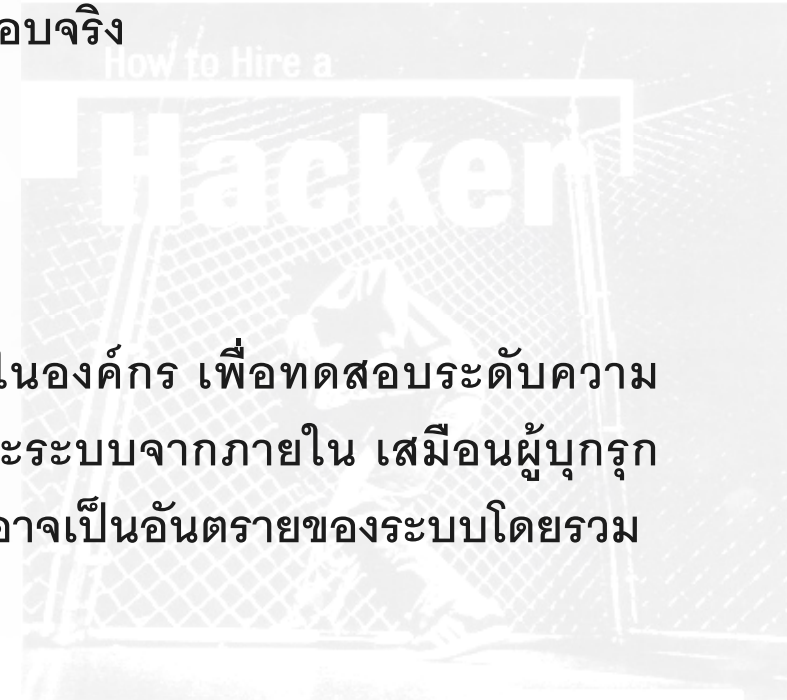 อบจริง
How to Hire a
Hacker
ในองค์กร เพื่อทดสอบระดับความ
ะระบบจากภายใน เสมือนผู้บุกรุก
อาจเป็นอันตรายของระบบโดยรวม